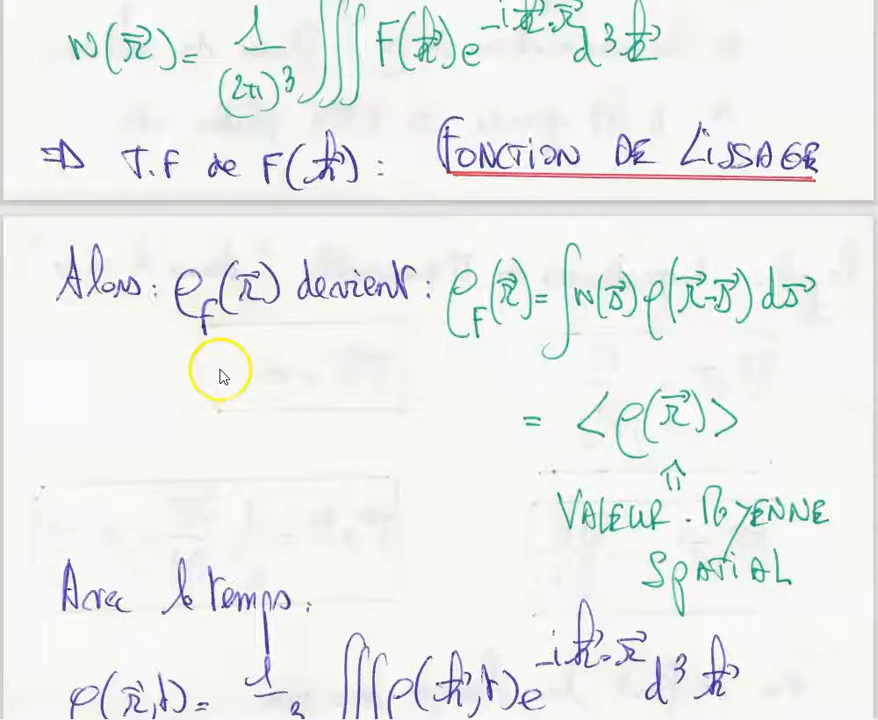 w(r⃗) = 1/(2π)³ ∭ F(k⃗) e^{-ik⃗·r⃗} d³k⃗
⇒ T.F de F(k⃗) : FONCTION DE LISSAGE
Alors : ρ_F(r⃗) devient : ρ_F(r⃗) = ∫ w(s⃗) ρ(r⃗-s⃗) ds⃗
= <ρ(r⃗)>
⇑
VALEUR. MOYENNE
SPATIAL
Avec le temps :
ρ(r⃗,t) = 1/ ³ ∭ ρ(k⃗,t) e^{-ik⃗·r⃗} d³k⃗